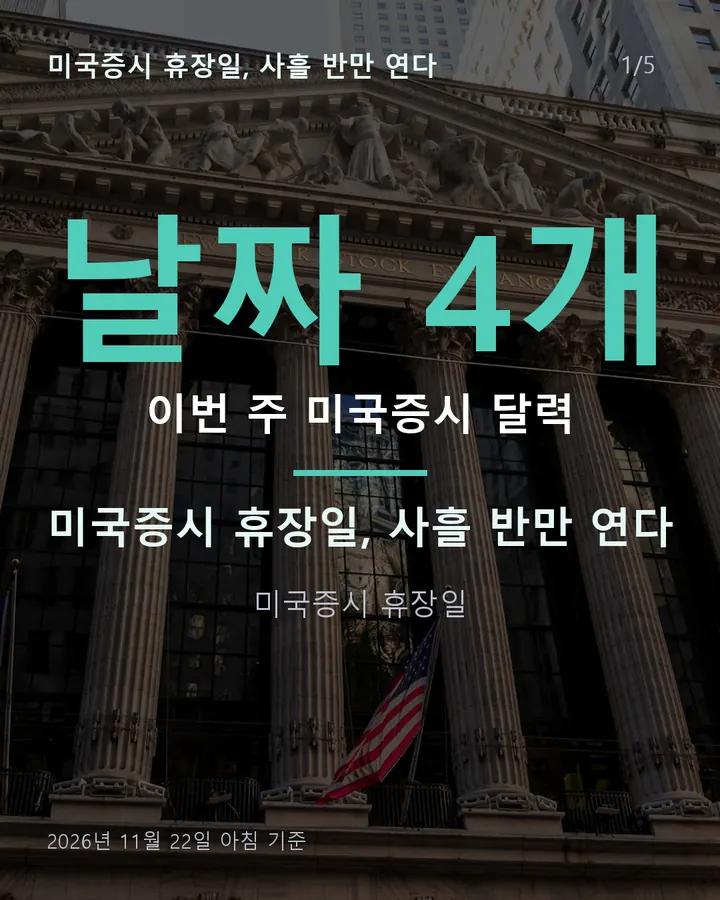 미국증시 휴장일, 사흘 반만 연다
1/5
날짜 4개
이번 주 미국증시 달력
미국증시 휴장일, 사흘 반만 연다
미국증시 휴장일
2026년 11월 22일 아침 기준